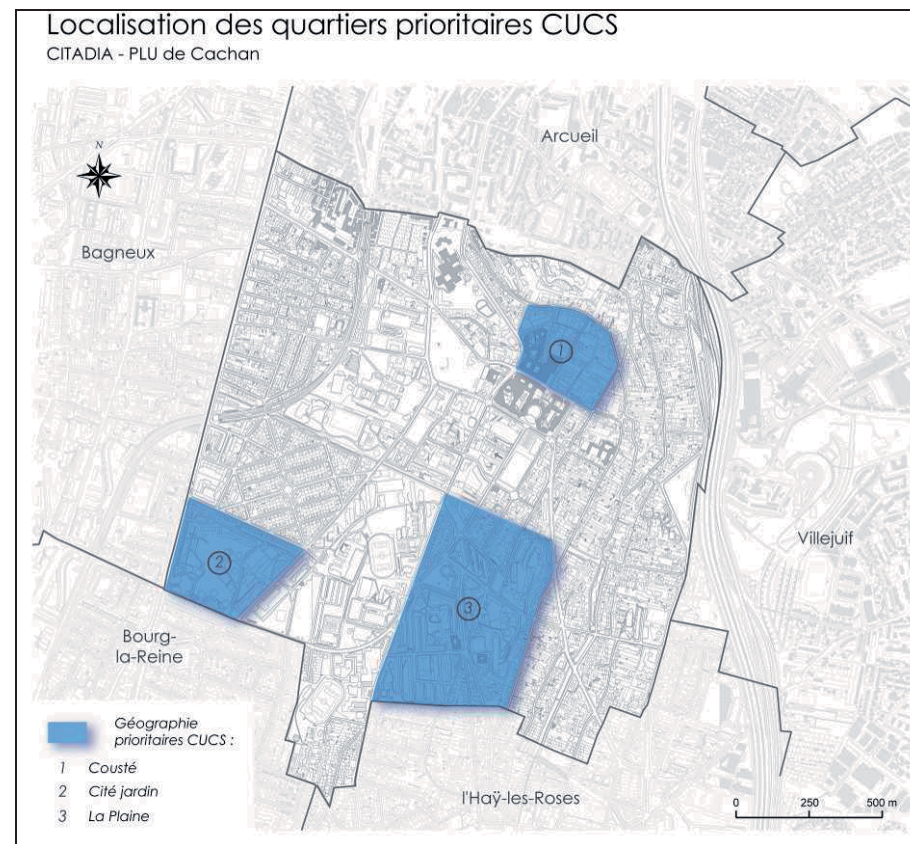 Localisation des quartiers prioritaires CUCS
CITADIA - PLU de Cachan
N
Arcueil
Bagneux
1
Villejuif
2
3
Bourg-
la-Reine
Géographie
prioritaires CUCS :
1 Cousté
2 Cité jardin
3 La Plaine
l'Haÿ-les-Roses
0 250 500 m